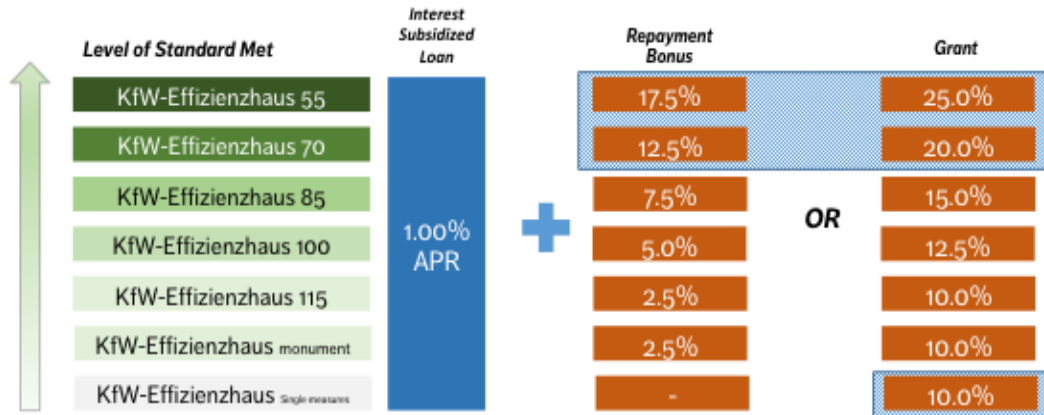 Level of Standard Met
Interest
Subsidized
Loan
Repayment
Bonus
Grant
KfW-Effizienzhaus 55
17.5%
25.0%
KfW-Effizienzhaus 70
12.5%
20.0%
KfW-Effizienzhaus 85
7.5%
15.0%
OR
KfW-Effizienzhaus 100
1.00%
APR
5.0%
12.5%
KfW-Effizienzhaus 115
2.5%
10.0%
KfW-Effizienzhaus monument
2.5%
10.0%
KfW-Effizienzhaus Single measures
-
10.0%